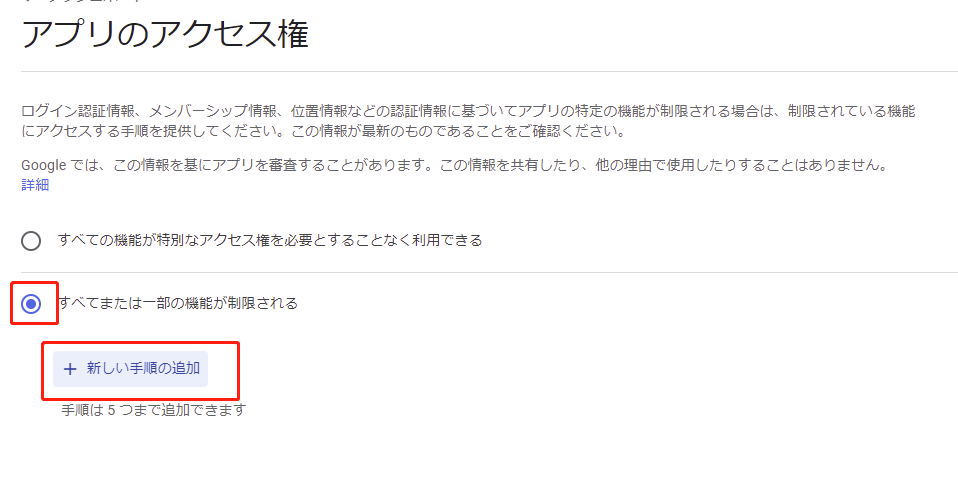 アプリのアクセス権
ログイン認証情報、メンバーシップ情報、位置情報などの認証情報に基づいてアプリの特定の機能が制限される場合は、制限されている機能
にアクセスする手順を提供してください。この情報が最新のものであることをご確認ください。
Google では、この情報を基にアプリを審査することがあります。この情報を共有したり、他の理由で使用したりすることはありません。
詳細
すべての機能が特別なアクセス権を必要とすることなく利用できる
すべてまたは一部の機能が制限される
+ 新しい手順の追加
手順は 5 つまで追加できます